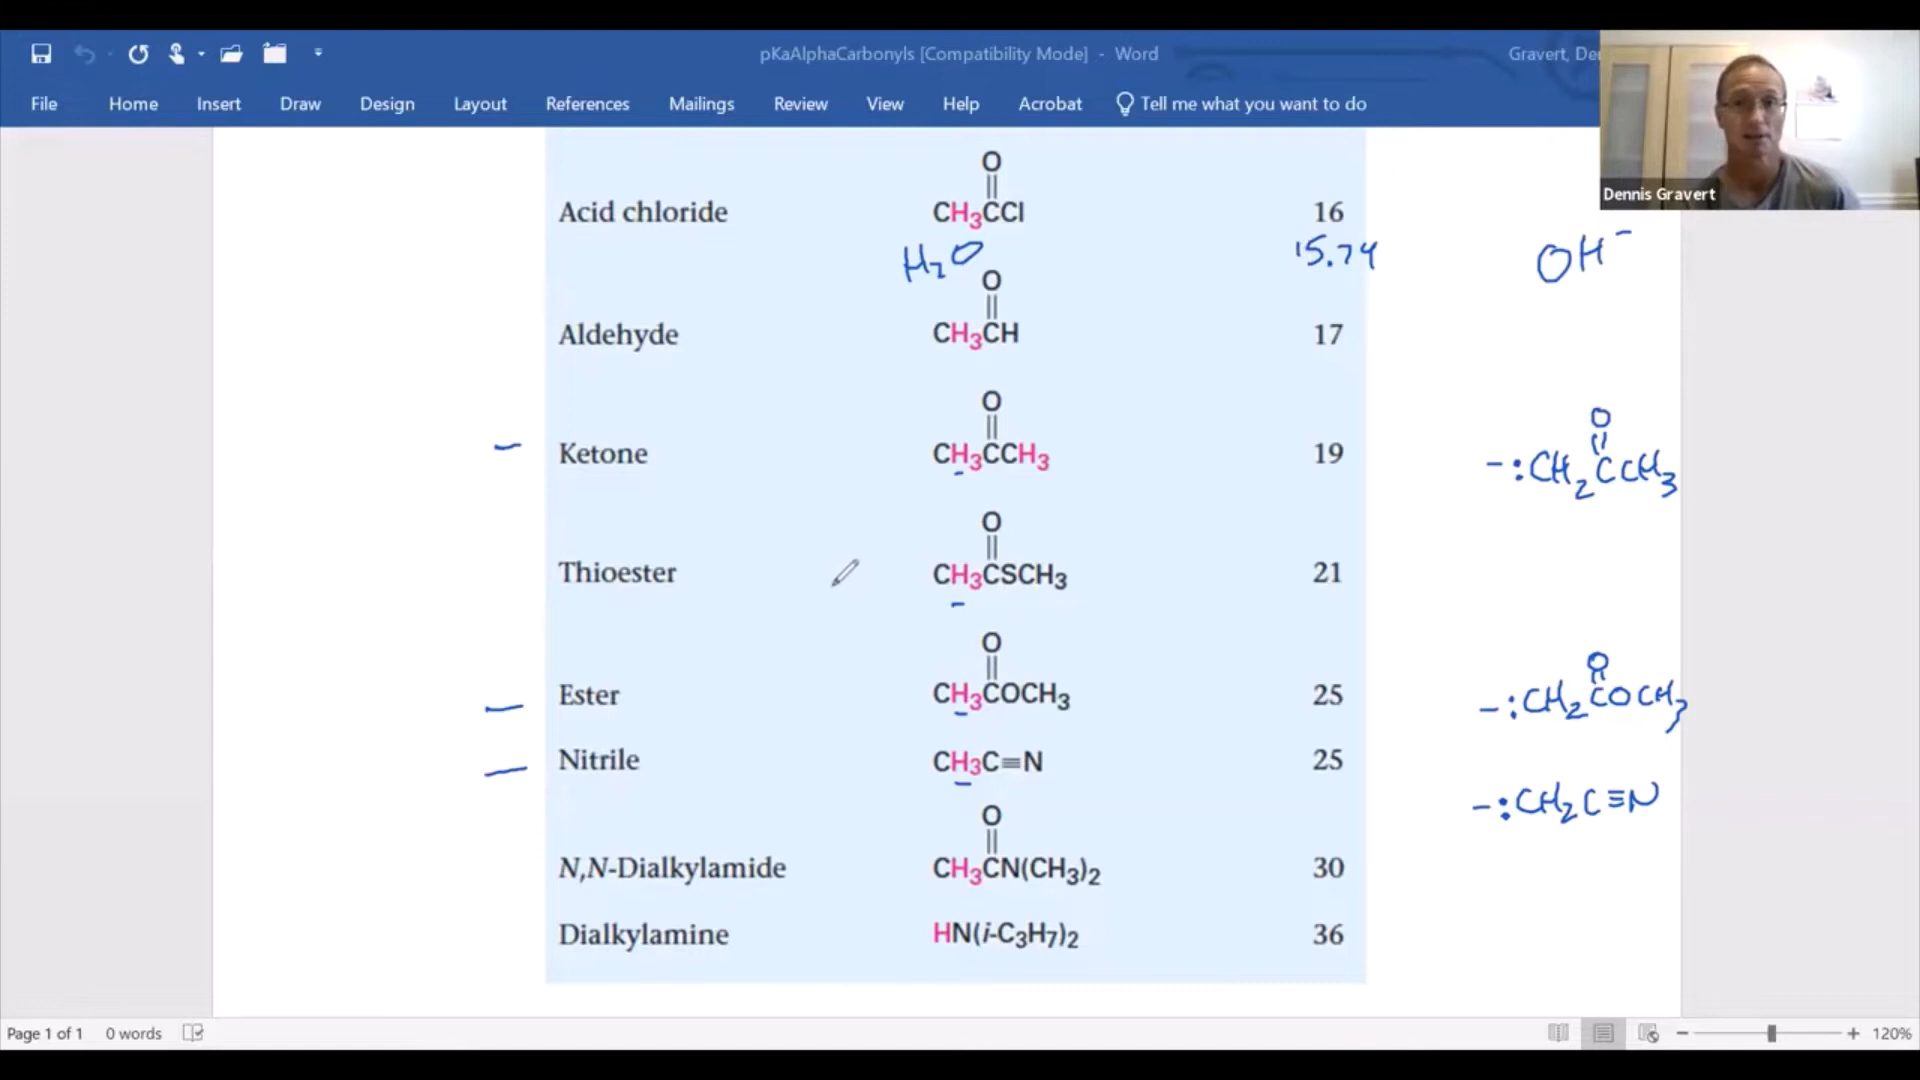 pKaAlphaCarbonyls [Compatibility Mode] - Word
Gravert, De
File Home Insert Draw Design Layout References Mailings Review View Help Acrobat Tell me what you want to do
Dennis Gravert
O
Acid chloride CH₃CCl 16
H₂O 15.74 OH⁻
O
Aldehyde CH₃CH 17
O O
Ketone CH₃CCH₃ 19 -:CH₂CCH₃
O
Thioester CH₃CSCH₃ 21
O O
Ester CH₃COCH₃ 25 -:CH₂COCH₃
Nitrile CH₃C≡N 25 -:CH₂C≡N
O
N,N-Dialkylamide CH₃CN(CH₃)₂ 30
Dialkylamine HN(i-C₃H₇)₂ 36
Page 1 of 1 0 words 120%